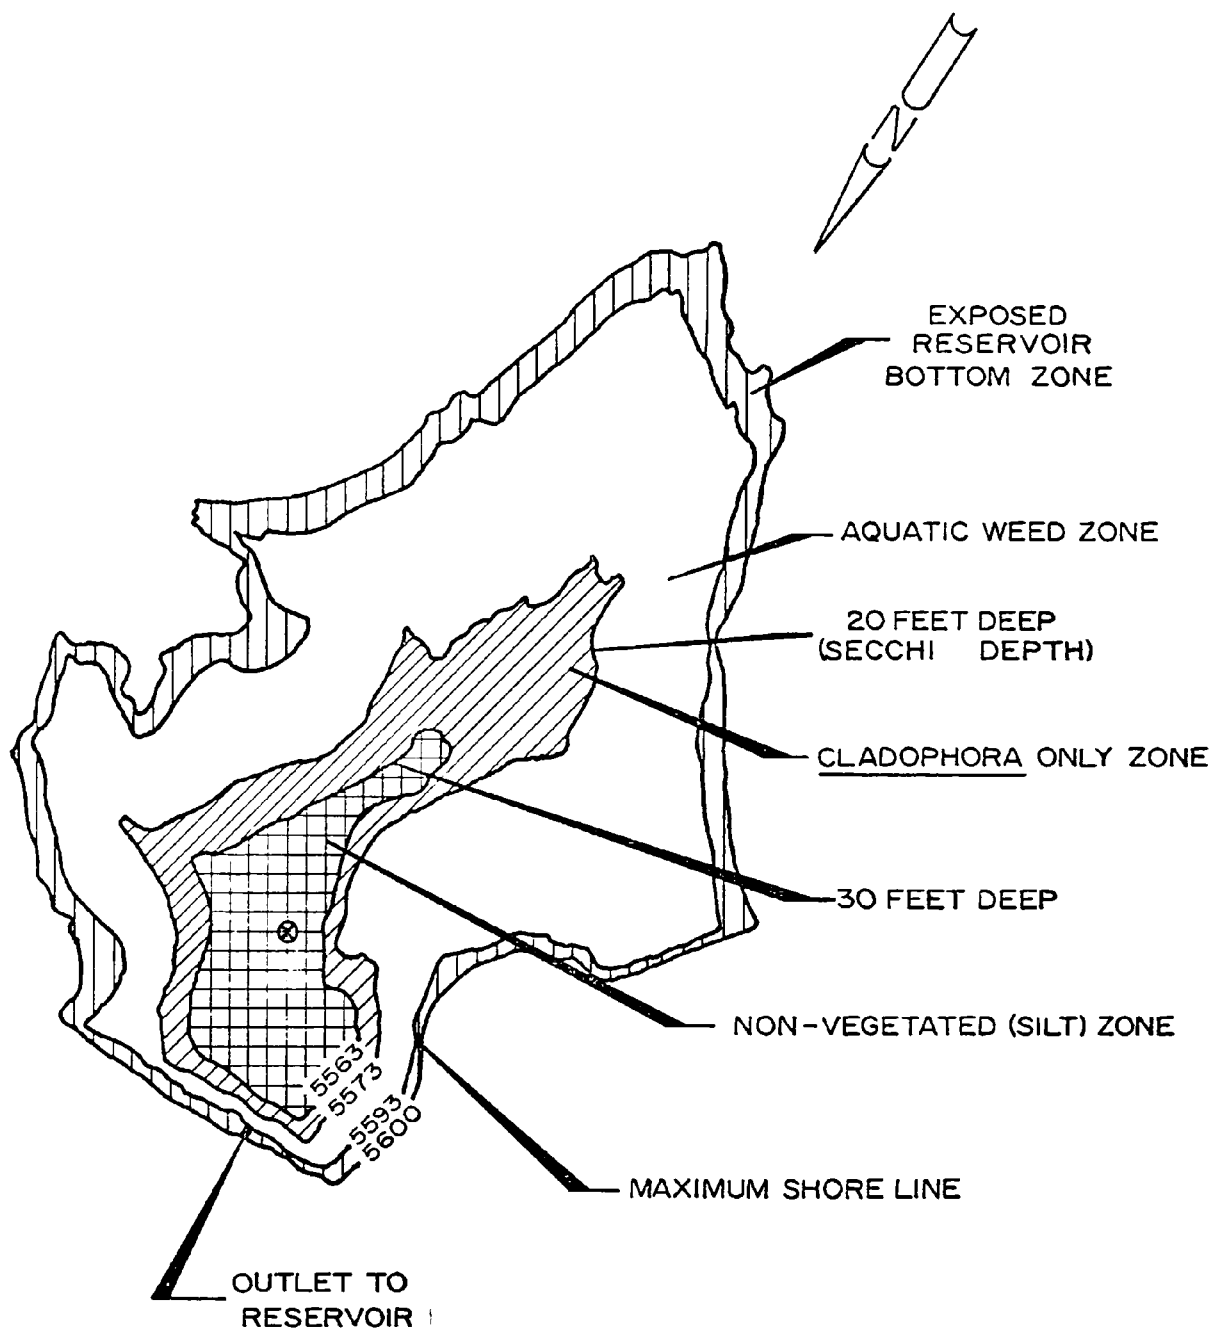 N
EXPOSED
RESERVOIR
BOTTOM ZONE
AQUATIC WEED ZONE
20 FEET DEEP
(SECCHI DEPTH)
CLADOPHORA ONLY ZONE
30 FEET DEEP
NON-VEGETATED (SILT) ZONE
5563
5573
5593
5600
MAXIMUM SHORE LINE
OUTLET TO
RESERVOIR